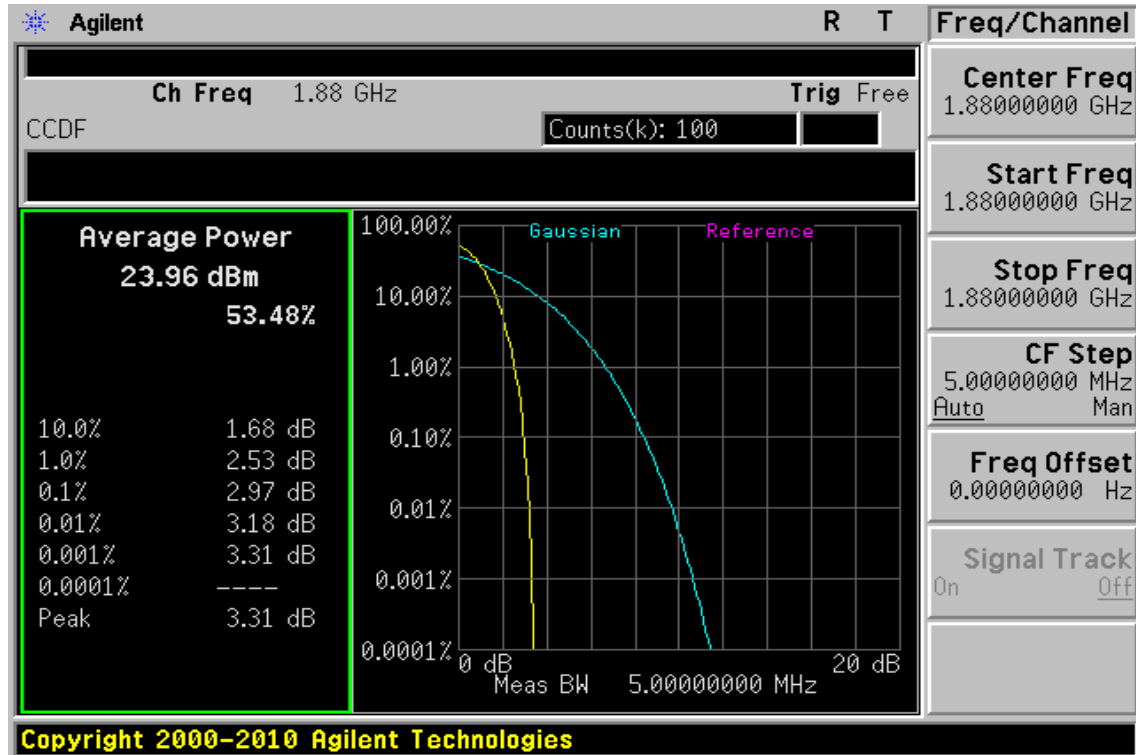 Agilent R T
Ch Freq 1.88 GHz Trig Free
CCDF Counts(k): 100
Average Power
23.96 dBm
53.48%
10.0% 1.68 dB
1.0% 2.53 dB
0.1% 2.97 dB
0.01% 3.18 dB
0.001% 3.31 dB
0.0001% ----
Peak 3.31 dB
Gaussian Reference
100.00%
10.00%
1.00%
0.10%
0.01%
0.001%
0.0001%
0 dB 20 dB
Meas BW 5.00000000 MHz
Freq/Channel
Center Freq
1.88000000 GHz
Start Freq
1.88000000 GHz
Stop Freq
1.88000000 GHz
CF Step
5.00000000 MHz
Auto Man
Freq Offset
0.00000000 Hz
Signal Track
On Off
Copyright 2000-2010 Agilent Technologies